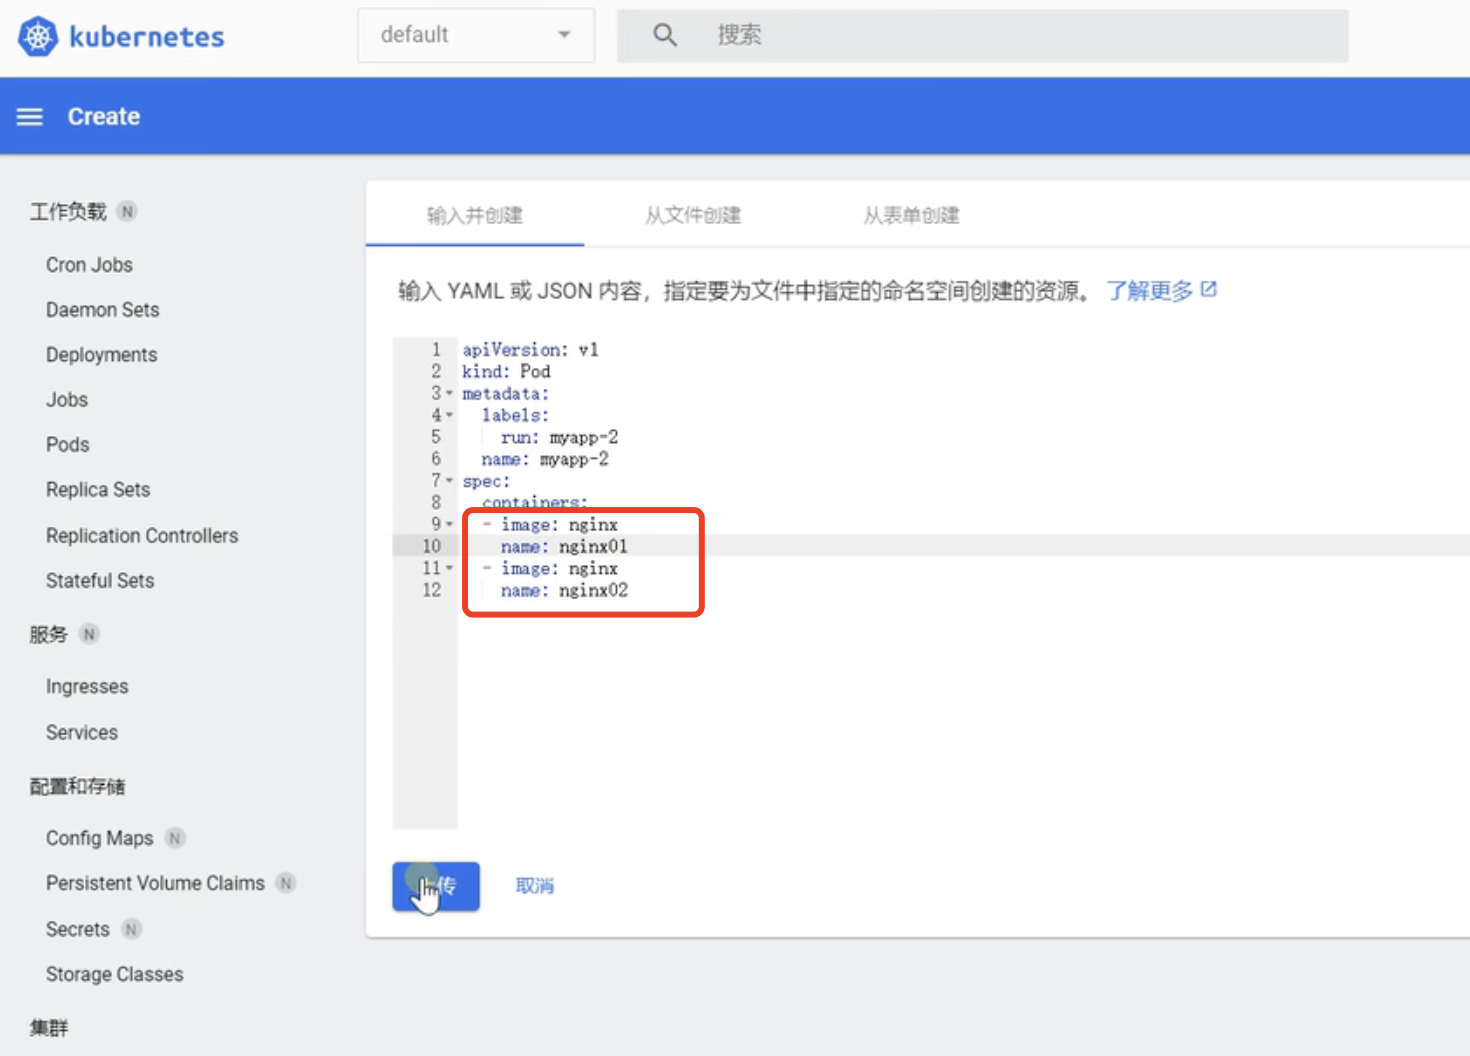 kubernetes
default
搜索
Create
工作负载 N
Cron Jobs
Daemon Sets
Deployments
Jobs
Pods
Replica Sets
Replication Controllers
Stateful Sets
服务 N
Ingresses
Services
配置和存储
Config Maps N
Persistent Volume Claims N
Secrets N
Storage Classes
集群
输入并创建 从文件创建 从表单创建
输入 YAML 或 JSON 内容，指定要为文件中指定的命名空间创建的资源。 了解更多
1 apiVersion: v1
2 kind: Pod
3 metadata:
4 labels:
5 run: myapp-2
6 name: myapp-2
7 spec:
8 containers:
9 - image: nginx
10 name: nginx01
11 - image: nginx
12 name: nginx02
传 取消